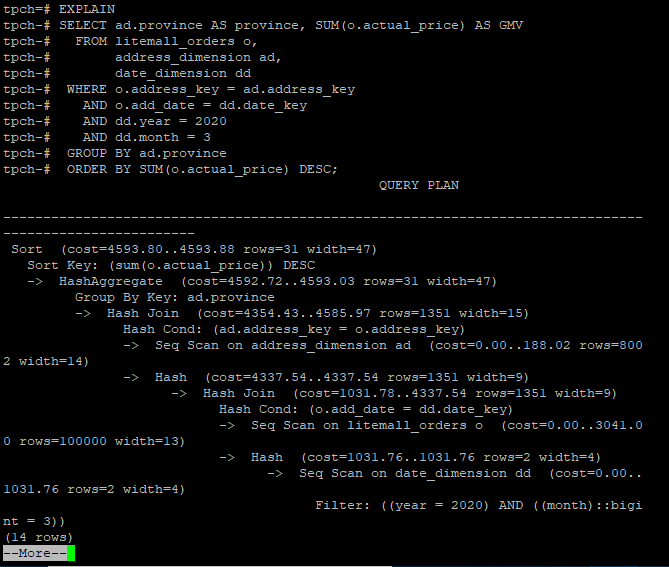 tpch=# EXPLAIN
tpch-# SELECT ad.province AS province, SUM(o.actual_price) AS GMV
tpch-#   FROM litemall_orders o,
tpch-#        address_dimension ad,
tpch-#        date_dimension dd
tpch-#  WHERE o.address_key = ad.address_key
tpch-#    AND o.add_date = dd.date_key
tpch-#    AND dd.year = 2020
tpch-#    AND dd.month = 3
tpch-#  GROUP BY ad.province
tpch-#  ORDER BY SUM(o.actual_price) DESC;
                                               QUERY PLAN

--------------------------------------------------------------------------------
------------------------
 Sort  (cost=4593.80..4593.88 rows=31 width=47)
   Sort Key: (sum(o.actual_price)) DESC
   ->  HashAggregate  (cost=4592.72..4593.03 rows=31 width=47)
         Group By Key: ad.province
         ->  Hash Join  (cost=4354.43..4585.97 rows=1351 width=15)
               Hash Cond: (ad.address_key = o.address_key)
               ->  Seq Scan on address_dimension ad  (cost=0.00..188.02 rows=800
2 width=14)
               ->  Hash  (cost=4337.54..4337.54 rows=1351 width=9)
                     ->  Hash Join  (cost=1031.78..4337.54 rows=1351 width=9)
                           Hash Cond: (o.add_date = dd.date_key)
                           ->  Seq Scan on litemall_orders o  (cost=0.00..3041.0
0 rows=100000 width=13)
                           ->  Hash  (cost=1031.76..1031.76 rows=2 width=4)
                                 ->  Seq Scan on date_dimension dd  (cost=0.00..
1031.76 rows=2 width=4)
                                       Filter: ((year = 2020) AND ((month)::bigi
nt = 3))
(14 rows)
--More--